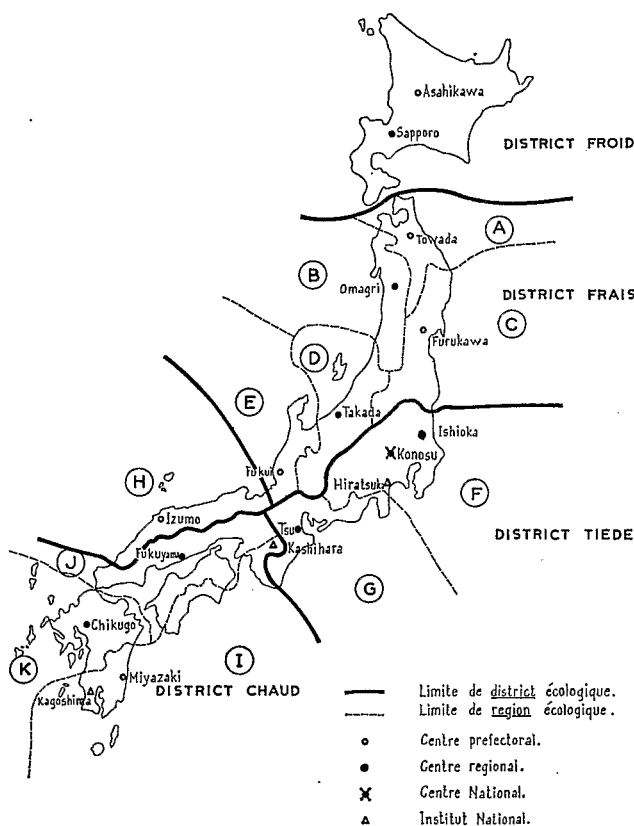 Asahikawa
Sapporo
DISTRICT FROID
A
Towada
B
Omagri
DISTRICT FRAIS
C
Furukawa
D
E
Takada
Ishioka
Konosu
Fukui
H
Hiratsuka
F
Izumo
Tsu
DISTRICT TIEDE
J
Fukuyama
Kashihara
G
Chikugo
K
I
Miyazaki
DISTRICT CHAUD
Kagoshima
Limite de district écologique.
Limite de region écologique.
Centre prefectoral.
Centre regional.
Centre National.
Institut National.